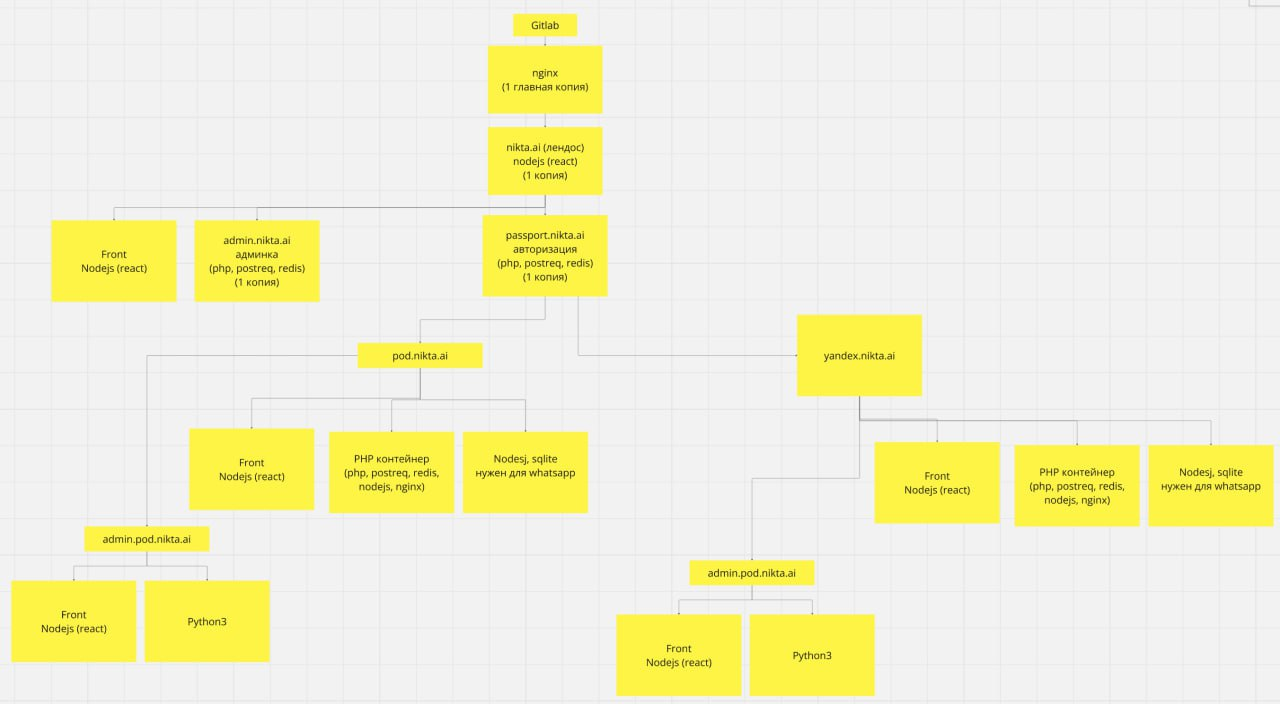 Gitlab
nginx
(1 главная копия)
nikta.ai (лендос)
nodejs (react)
(1 копия)
Front
Nodejs (react)
admin.nikta.ai
админка
(php, postreq, redis)
(1 копия)
passport.nikta.ai
авторизация
(php, postreq, redis)
(1 копия)
pod.nikta.ai
yandex.nikta.ai
Front
Nodejs (react)
PHP контейнер
(php, postreq, redis,
nodejs, nginx)
Nodesj, sqlite
нужен для whatsapp
Front
Nodejs (react)
PHP контейнер
(php, postreq, redis,
nodejs, nginx)
Nodesj, sqlite
нужен для whatsapp
admin.pod.nikta.ai
Front
Nodejs (react)
Python3
admin.pod.nikta.ai
Front
Nodejs (react)
Python3